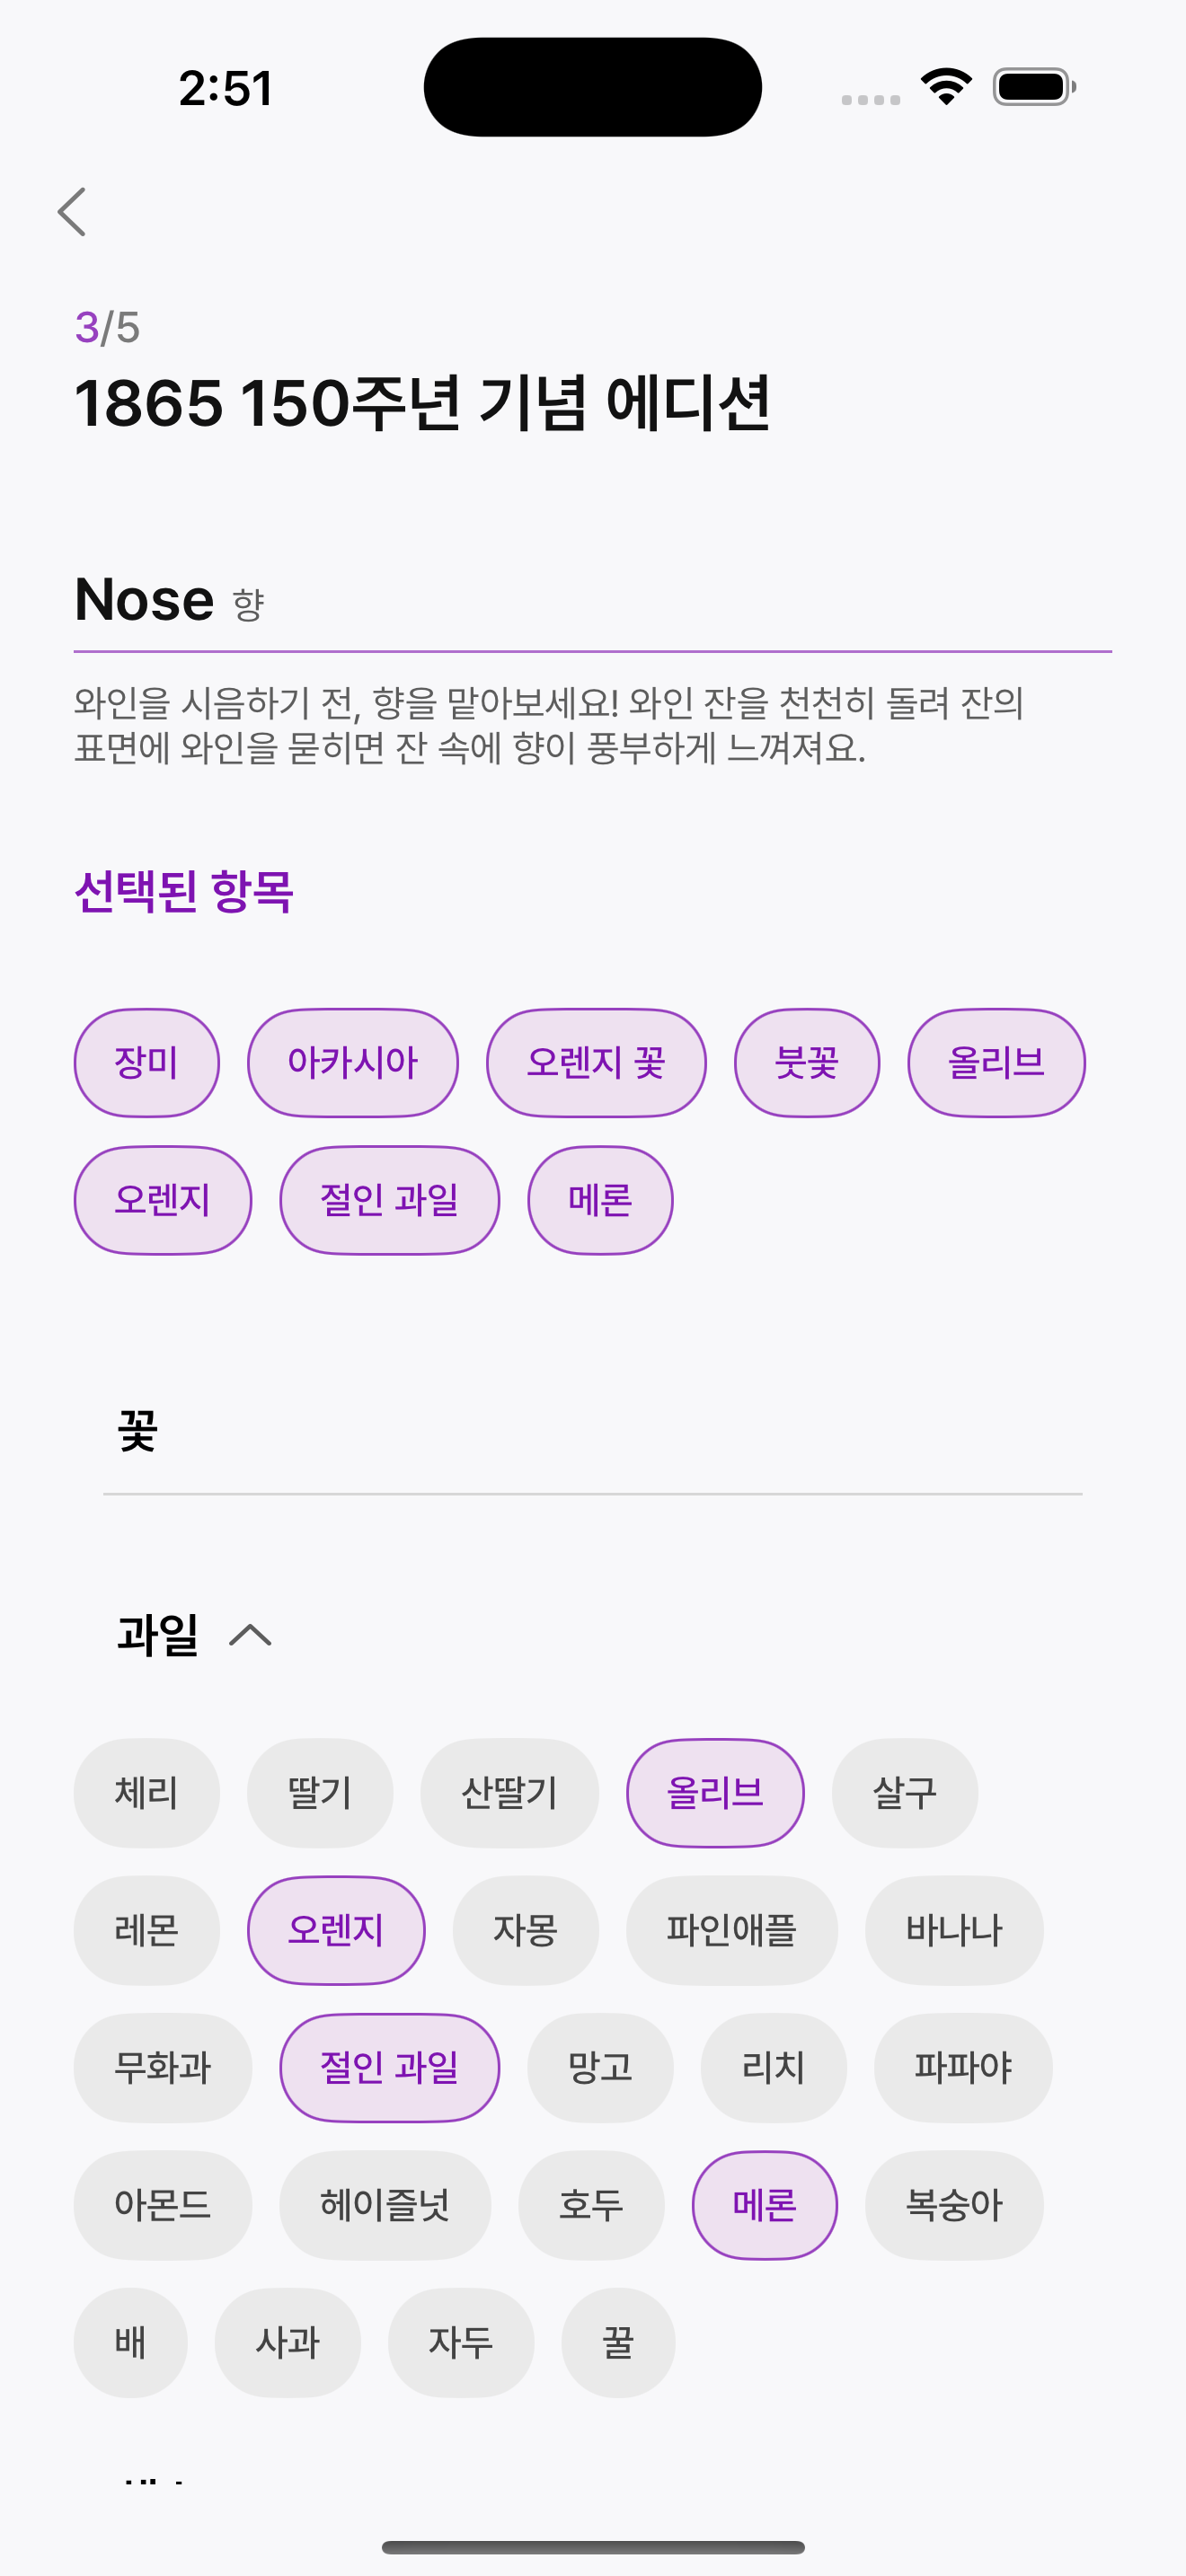 2:51
3/5
1865 150주년 기념 에디션
Nose 향
와인을 시음하기 전, 향을 맡아보세요! 와인 잔을 천천히 돌려 잔의
표면에 와인을 묻히면 잔 속에 향이 풍부하게 느껴져요.
선택된 항목
장미 아카시아 오렌지 꽃 붓꽃 올리브
오렌지 절인 과일 메론
꽃
과일
체리 딸기 산딸기 올리브 살구
레몬 오렌지 자몽 파인애플 바나나
무화과 절인 과일 망고 리치 파파야
아몬드 헤이즐넛 호두 메론 복숭아
배 사과 자두 꿀